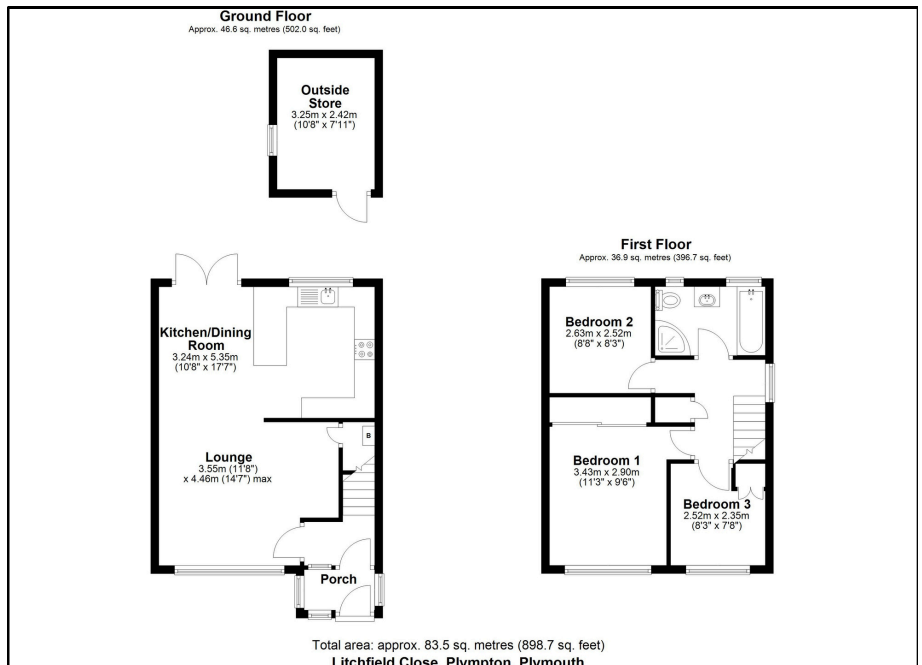 Ground Floor
Approx. 46.6 sq. metres (502.0 sq. feet)
Outside
Store
3.25m x 2.42m
(10'8" x 7'11")
Kitchen/Dining
Room
3.24m x 5.35m
(10'8" x 17'7")
B
Lounge
3.55m (11'8")
x 4.46m (14'7") max
Porch
First Floor
Approx. 36.9 sq. metres (396.7 sq. feet)
Bedroom 2
2.63m x 2.52m
(8'8" x 8'3")
Bedroom 1
3.43m x 2.90m
(11'3" x 9'6")
Bedroom 3
2.52m x 2.35m
(8'3" x 7'8")
Total area: approx. 83.5 sq. metres (898.7 sq. feet)
Litchfield Close, Plympton, Plymouth